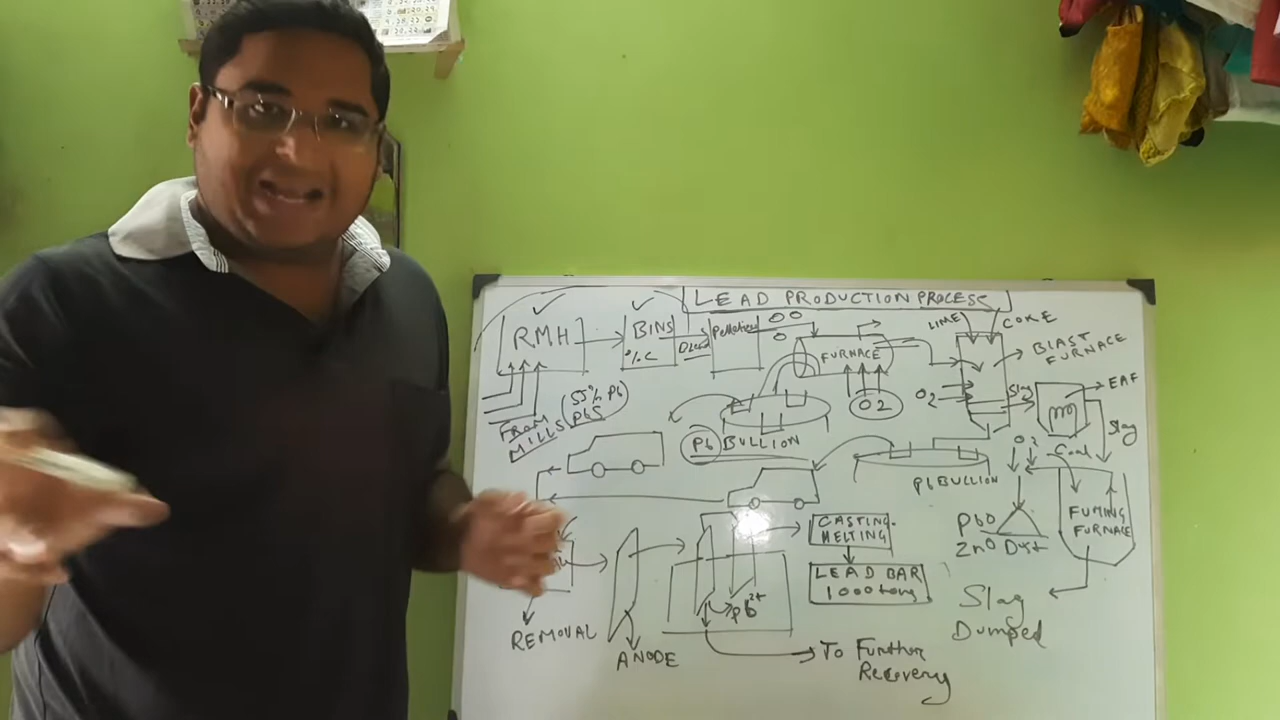 LEAD PRODUCTION PROCESS
RMH
BINS
%C
Pelletizer
FROM
MILLS
55% Pb
PbS
FURNACE
O2
LIME
COKE
BLAST
FURNACE
O2
Slag
EAF
Slag
Pb BULLION
Pb BULLION
O2
Coal
FUMING
FURNACE
PbO
ZnO Dust
Slag
Dumped
CASTING
MELTING
LEAD BAR
REMOVAL
ANODE
Pb2+
To Further
Recovery